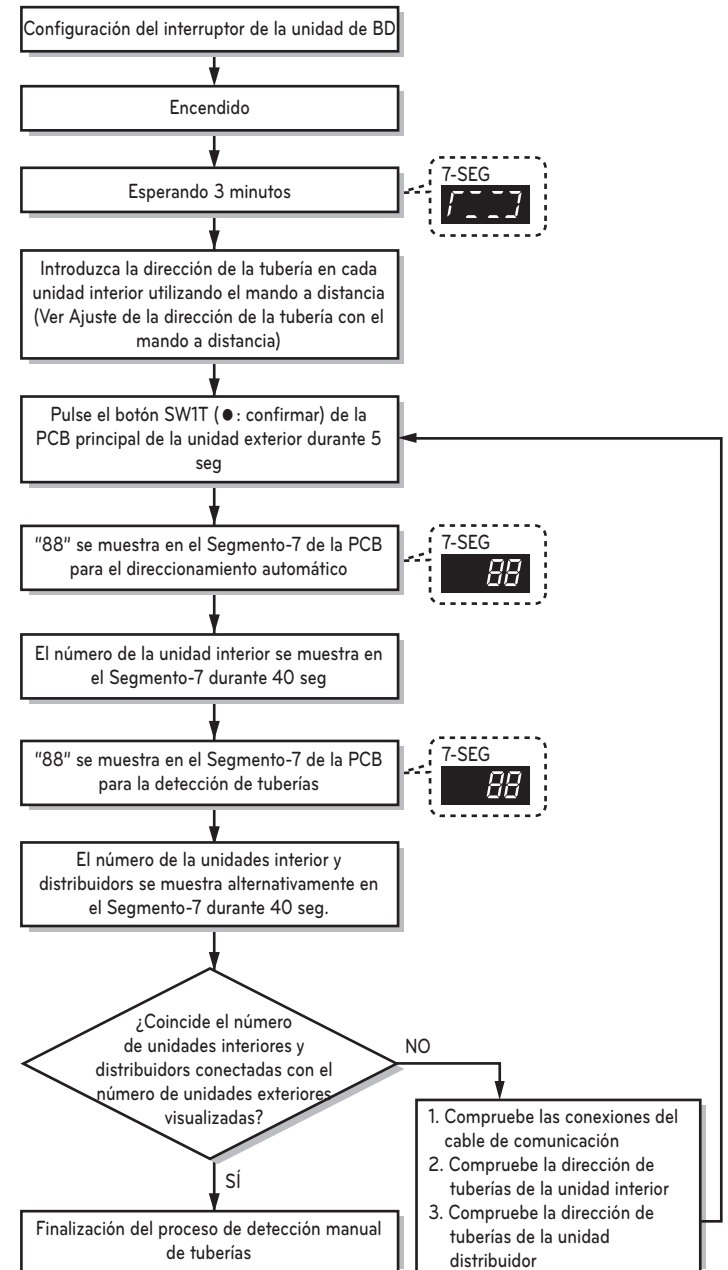 Configuración del interruptor de la unidad de BD
Encendido
Esperando 3 minutos
7-SEG
Introduzca la dirección de la tubería en cada
unidad interior utilizando el mando a distancia
(Ver Ajuste de la dirección de la tubería con el
mando a distancia)
Pulse el botón SW1T (●: confirmar) de la
PCB principal de la unidad exterior durante 5
seg
"88" se muestra en el Segmento-7 de la PCB
para el direccionamiento automático
7-SEG
88
El número de la unidad interior se muestra en
el Segmento-7 durante 40 seg
"88" se muestra en el Segmento-7 de la PCB
para la detección de tuberías
7-SEG
88
El número de la unidades interior y
distribuidors se muestra alternativamente en
el Segmento-7 durante 40 seg.
¿Coincide el número
de unidades interiores y
distribuidors conectadas con el
número de unidades exteriores
visualizadas?
NO
1. Compruebe las conexiones del
cable de comunicación
2. Compruebe la dirección de
tuberías de la unidad interior
3. Compruebe la dirección de
tuberías de la unidad
distribuidor
SÍ
Finalización del proceso de detección manual
de tuberías